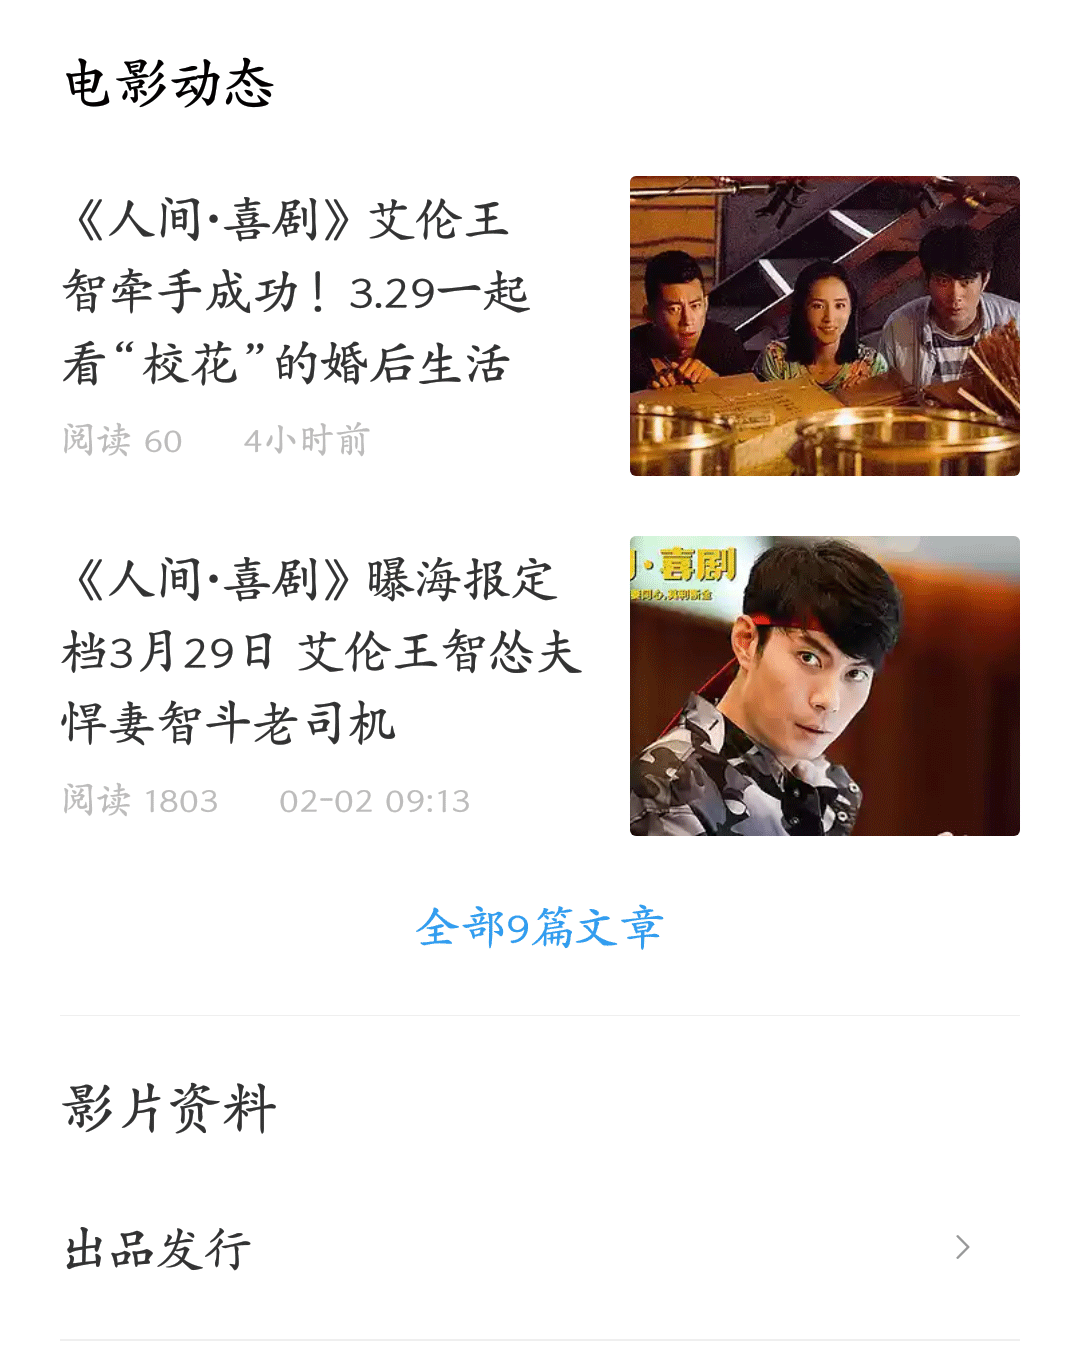 电影动态
《人间·喜剧》艾伦王
智牵手成功！3.29一起
看“校花”的婚后生活
阅读 60 4小时前
《人间·喜剧》曝海报定
档3月29日 艾伦王智怂夫
悍妻智斗老司机
阅读 1803 02-02 09:13
·喜剧
全部9篇文章
影片资料
出品发行